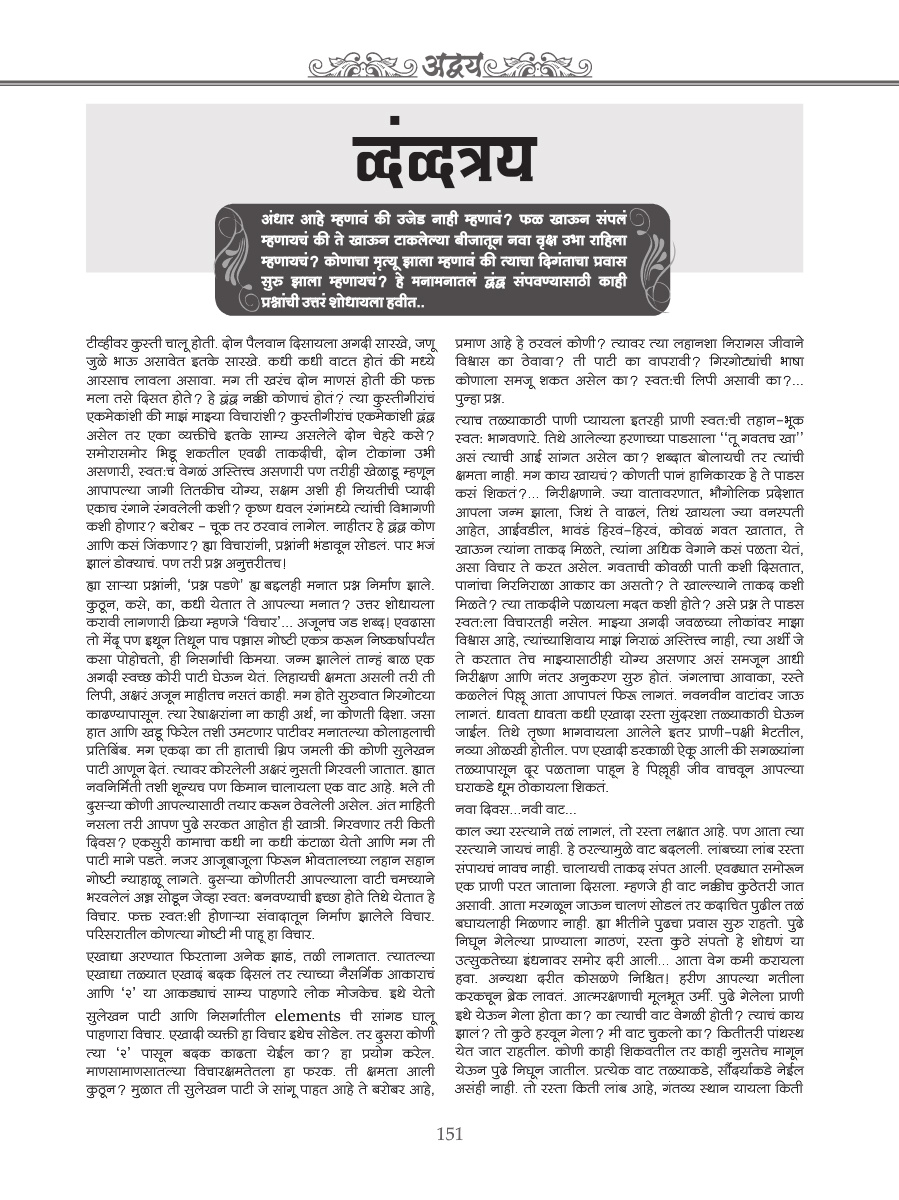 अद्वय
व्दंव्दत्रय
अंधार आहे म्हणावं की उजेड नाही म्हणावं? फळ खाऊन संपलं
म्हणायचं की ते खाऊन टाकलेल्या बीजातून नवा वृक्ष उभा राहिला
म्हणायचं? कोणाचा मृत्यू झाला म्हणावं की त्याचा दिगंताचा प्रवास
सुरु झाला म्हणायचं? हे मनामनातलं द्वंद्व संपवण्यासाठी काही
प्रश्नांची उत्तरं शोधायला हवीत..
टीव्हीवर कुस्ती चालू होती. दोन पैलवान दिसायला अगदी सारखे, जणू
जुळे भाऊ असावेत इतके सारखे. कधी कधी वाटत होतं की मध्ये
आरसाच लावला असावा. मग ती खरंच दोन माणसं होती की फक्त
मला तसे दिसत होते? हे द्वंद्व नक्की कोणाचं होतं? त्या कुस्तीगीरांचं
एकमेकांशी की माझं माझ्या विचारांशी? कुस्तीगीरांचं एकमेकांशी द्वंद्व
असेल तर एका व्यक्तीचे इतके साम्य असलेले दोन चेहरे कसे?
समोरासमोर भिडू शकतील एवढी ताकदीची, दोन टोकांना उभी
असणारी, स्वतःचं वेगळं अस्तित्त्व असणारी पण तरीही खेळाडू म्हणून
आपापल्या जागी तितकीच योग्य, सक्षम अशी ही नियतीची प्यादी
एकाच रंगाने रंगवलेली कशी? कृष्ण धवल रंगांमध्ये त्यांची विभागणी
कशी होणार? बरोबर – चूक तर ठरवावं लागेल. नाहीतर हे द्वंद्व कोण
आणि कसं जिंकणार? ह्या विचारांनी, प्रश्नांनी भंडावून सोडलं. पार भजं
झालं डोक्याचं. पण तरी प्रश्न अनुत्तरीतच!
ह्या साऱ्या प्रश्नांनी, ‘प्रश्न पडणे’ ह्या बद्दलही मनात प्रश्न निर्माण झाले.
कुठून, कसे, का, कधी येतात ते आपल्या मनात? उत्तर शोधायला
करावी लागणारी क्रिया म्हणजे ‘विचार’... अजूनच जड शब्द! एवढासा
तो मेंदू पण इथून तिथून पाच पन्नास गोष्टी एकत्र करून निष्कर्षापर्यंत
कसा पोहोचतो, ही निसर्गाची किमया. जन्म झालेलं तान्हं बाळ एक
अगदी स्वच्छ कोरी पाटी घेऊन येतं. लिहायची क्षमता असली तरी ती
लिपी, अक्षरं अजून माहीतच नसतं काही. मग होते सुरुवात गिरगोट्या
काढण्यापासून. त्या रेषाक्षरांना ना काही अर्थ, ना कोणती दिशा. जसा
हात आणि खडू फिरेल तशी उमटणार पाटीवर मनातल्या कोलाहलाची
प्रतिबिंब. मग एकदा का ती हाताची ग्रिप जमली की कोणी सुलेखन
पाटी आणून देतं. त्यावर कोरलेली अक्षरं नुसती गिरवली जातात. ह्यात
नवनिर्मिती तशी शून्यच पण किमान चालायला एक वाट आहे. भले ती
दुसऱ्या कोणी आपल्यासाठी तयार करून ठेवलेली असेल. अंत माहिती
नसला तरी आपण पुढे सरकत आहोत ही खात्री. गिरवणार तरी किती
दिवस? एकसुरी कामाचा कधी ना कधी कंटाळा येतो आणि मग ती
पाटी मागे पडते. नजर आजूबाजूला फिरून भोवतालच्या लहान सहान
गोष्टी न्याहाळू लागते. दुसऱ्या कोणीतरी आपल्याला वाटी चमच्याने
भरवलेलं अन्न सोडून जेव्हा स्वतः बनवण्याची इच्छा होते तिथे येतात हे
विचार. फक्त स्वतःशी होणाऱ्या संवादातून निर्माण झालेले विचार.
परिसरातील कोणत्या गोष्टी मी पाहू हा विचार.
एखाद्या अरण्यात फिरताना अनेक झाडं, तळी लागतात. त्यातल्या
एखाद्या तळ्यात एखादं बदक दिसलं तर त्याच्या नैसर्गिक आकाराचं
आणि ‘२’ या आकड्याचं साम्य पाहणारे लोक मोजकेच. इथे येतो
सुलेखन पाटी आणि निसर्गातील elements ची सांगड घालू
पाहणारा विचार. एखादी व्यक्ती हा विचार इथेच सोडेल. तर दुसरा कोणी
त्या ‘२’ पासून बदक काढता येईल का? हा प्रयोग करेल.
माणसामाणसातल्या विचारक्षमतेतला हा फरक. ती क्षमता आली
कुठून? मुळात ती सुलेखन पाटी जे सांगू पाहत आहे ते बरोबर आहे,
प्रमाण आहे हे ठरवलं कोणी? त्यावर त्या लहानशा निरागस जीवाने
विश्वास का ठेवावा? ती पाटी का वापरावी? गिरगोट्यांची भाषा
कोणाला समजू शकत असेल का? स्वतःची लिपी असावी का?...
पुन्हा प्रश्न.
त्याच तळ्याकाठी पाणी प्यायला इतरही प्राणी स्वतःची तहान-भूक
स्वतः भागवणारे. तिथे आलेल्या हरणाच्या पाडसाला ‘‘तू गवतच खा’’
असं त्याची आई सांगत असेल का? शब्दात बोलायची तर त्यांची
क्षमता नाही. मग काय खायचं? कोणती पानं हानिकारक हे ते पाडस
कसं शिकतं?... निरीक्षणाने. ज्या वातावरणात, भौगोलिक प्रदेशात
आपला जन्म झाला, जिथं ते वाढलं, तिथं खायला ज्या वनस्पती
आहेत, आईवडील, भावंडं हिरवं-हिरवं, कोवळं गवत खातात, ते
खाऊन त्यांना ताकद मिळते, त्यांना अधिक वेगाने कसं पळता येतं,
असा विचार ते करत असेल. गवताची कोवळी पाती कशी दिसतात,
पानांचा निरनिराळा आकार का असतो? ते खाल्ल्याने ताकद कशी
मिळते? त्या ताकदीने पळायला मदत कशी होते? असे प्रश्न ते पाडस
स्वतःला विचारतही नसेल. माझ्या अगदी जवळच्या लोकांवर माझा
विश्वास आहे, त्यांच्याशिवाय माझं निराळं अस्तित्त्व नाही, त्या अर्थी जे
ते करतात तेच माझ्यासाठीही योग्य असणार असं समजून आधी
निरीक्षण आणि नंतर अनुकरण सुरु होतं. जंगलाचा आवाका, रस्ते
कळलेलं पिल्लू आता आपापलं फिरू लागतं. नवनवीन वाटांवर जाऊ
लागतं. धावता धावता कधी एखादा रस्ता सुंदरशा तळ्याकाठी घेऊन
जाईल. तिथे तृष्णा भागवायला आलेले इतर प्राणी-पक्षी भेटतील,
नव्या ओळखी होतील. पण एखादी डरकाळी ऐकू आली की सगळ्यांना
तळ्यापासून दूर पळताना पाहून हे पिल्लूही जीव वाचवून आपल्या
घराकडे धूम ठोकायला शिकतं.
नवा दिवस...नवी वाट...
काल ज्या रस्त्याने तळं लागलं, तो रस्ता लक्षात आहे. पण आता त्या
रस्त्याने जायचं नाही. हे ठरल्यामुळे वाट बदलली. लांबच्या लांब रस्ता
संपायचं नावच नाही. चालायची ताकद संपत आली. एवढ्यात समोरून
एक प्राणी परत जाताना दिसला. म्हणजे ही वाट नक्कीच कुठेतरी जात
असावी. आता मरगळून जाऊन चालणं सोडलं तर कदाचित पुढील तळं
बघायलाही मिळणार नाही. ह्या भीतीने पुढचा प्रवास सुरु राहतो. पुढे
निघून गेलेल्या प्राण्याला गाठणं, रस्ता कुठे संपतो हे शोधणं या
उत्सुकतेच्या इंधनावर समोर दरी आली... आता वेग कमी करायला
हवा. अन्यथा दरीत कोसळणे निश्चित! हरीण आपल्या गतीला
करकचून ब्रेक लावतं. आत्मरक्षणाची मूलभूत उर्मी. पुढे गेलेला प्राणी
इथे येऊन गेला होता का? का त्याची वाट वेगळी होती? त्याचं काय
झालं? तो कुठे हरवून गेला? मी वाट चुकलो का? कितीतरी पांथस्थ
येत जात राहतील. कोणी काही शिकवतील तर काही नुसतेच मागून
येऊन पुढे निघून जातील. प्रत्येक वाट तळ्याकडे, सौंदर्याकडे नेईल
असंही नाही. तो रस्ता किती लांब आहे, गंतव्य स्थान यायला किती
151